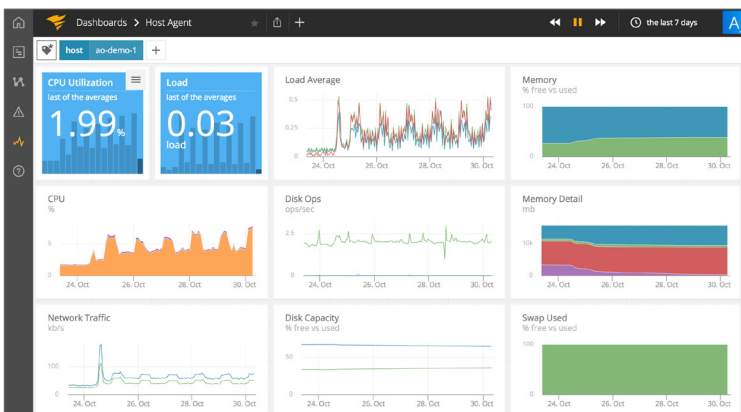 Dashboards > Host Agent
the last 7 days
A
host ao-demo-1
CPU Utilization
last of the averages
1.99%
Load
last of the averages
0.03
load
Load Average
0.5
0.25
0
24. Oct 26. Oct 28. Oct 30. Oct
Memory
% free vs used
100
0
24. Oct 26. Oct 28. Oct 30. Oct
CPU
%
5
0
24. Oct 26. Oct 28. Oct 30. Oct
Disk Ops
ops/sec
2.5
0
24. Oct 26. Oct 28. Oct 30. Oct
Memory Detail
mb
10k
0
24. Oct 26. Oct 28. Oct 30. Oct
Network Traffic
kb/s
100
0
24. Oct 26. Oct 28. Oct 30. Oct
Disk Capacity
% free vs used
50
0
24. Oct 26. Oct 28. Oct 30. Oct
Swap Used
% free vs used
100
0
24. Oct 26. Oct 28. Oct 30. Oct